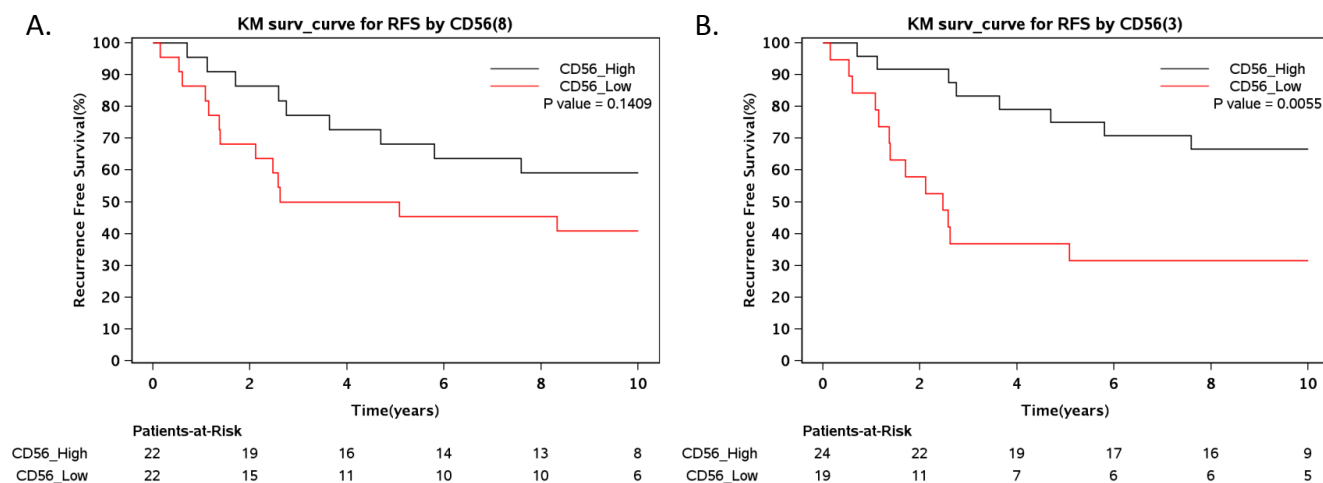 A.
KM surv_curve for RFS by CD56(8)
Recurrence Free Survival(%)
100
90
80
70
60
50
40
30
20
10
0
CD56_High
CD56_Low
P value = 0.1409
0 2 4 6 8 10
Time(years)
Patients-at-Risk
CD56_High 22 19 16 14 13 8
CD56_Low 22 15 11 10 10 6
B.
KM surv_curve for RFS by CD56(3)
Recurrence Free Survival(%)
100
90
80
70
60
50
40
30
20
10
0
CD56_High
CD56_Low
P value = 0.0055
0 2 4 6 8 10
Time(years)
Patients-at-Risk
CD56_High 24 22 19 17 16 9
CD56_Low 19 11 7 6 6 5